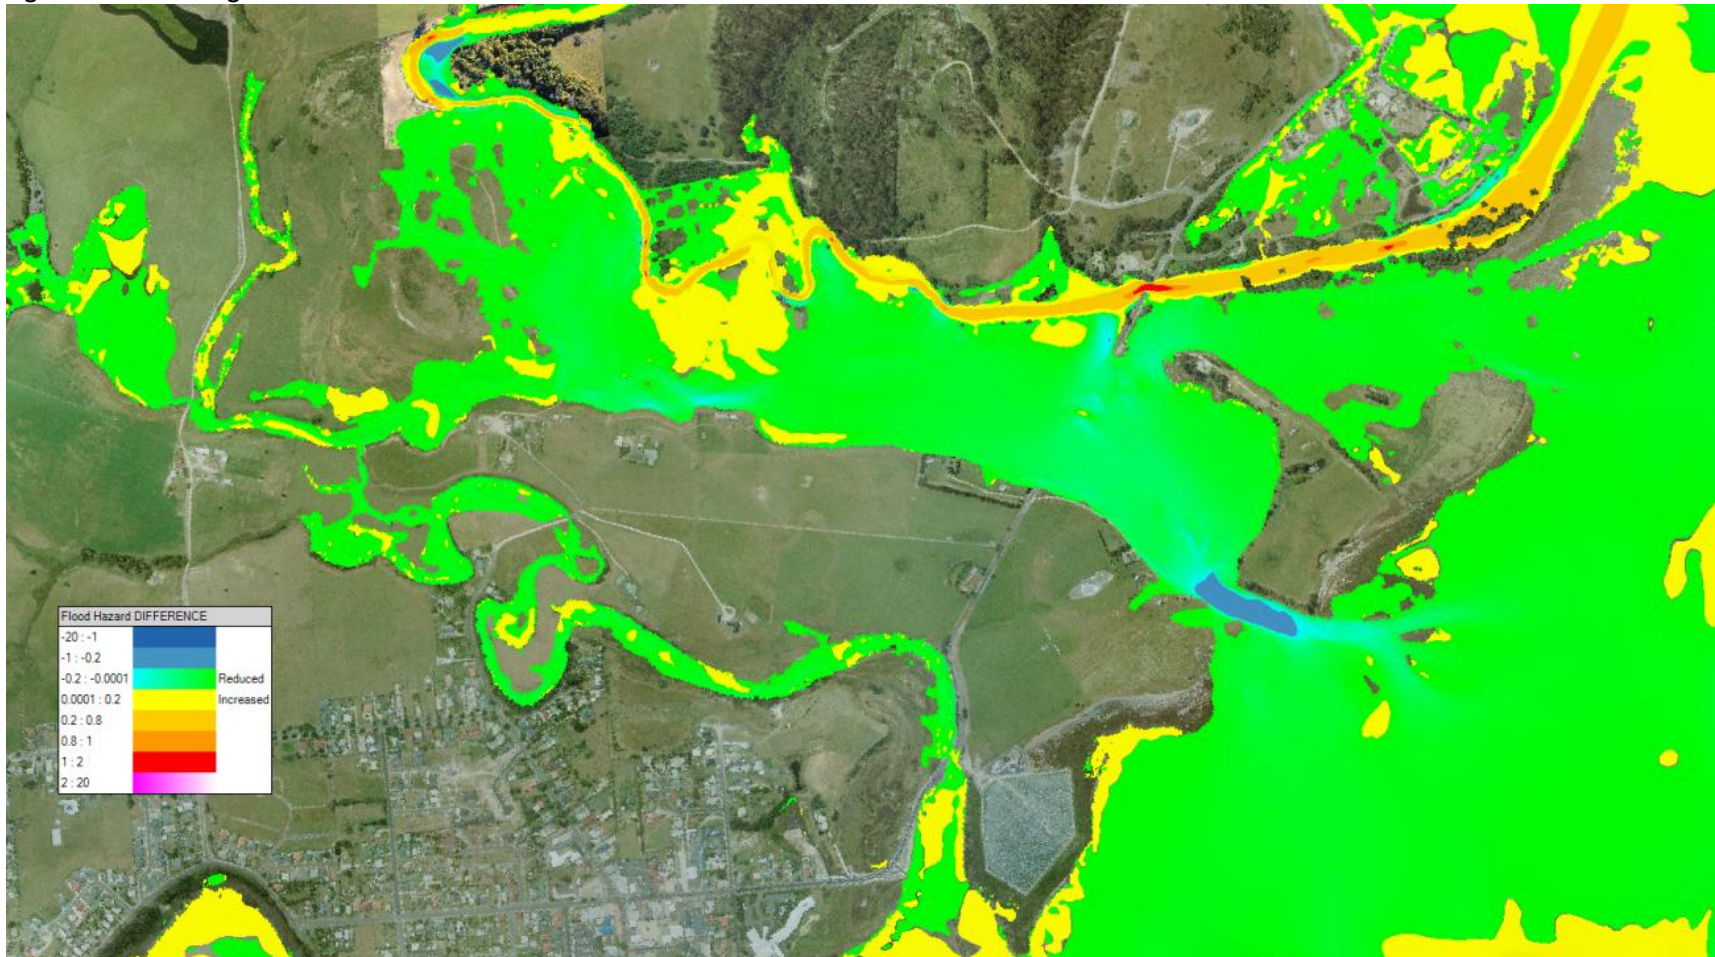 Flood Hazard DIFFERENCE
-20 : -1
-1 : -0.2
-0.2 : -0.0001 Reduced
0.0001 : 0.2 Increased
0.2 : 0.8
0.8 : 1
1 : 2
2 : 20